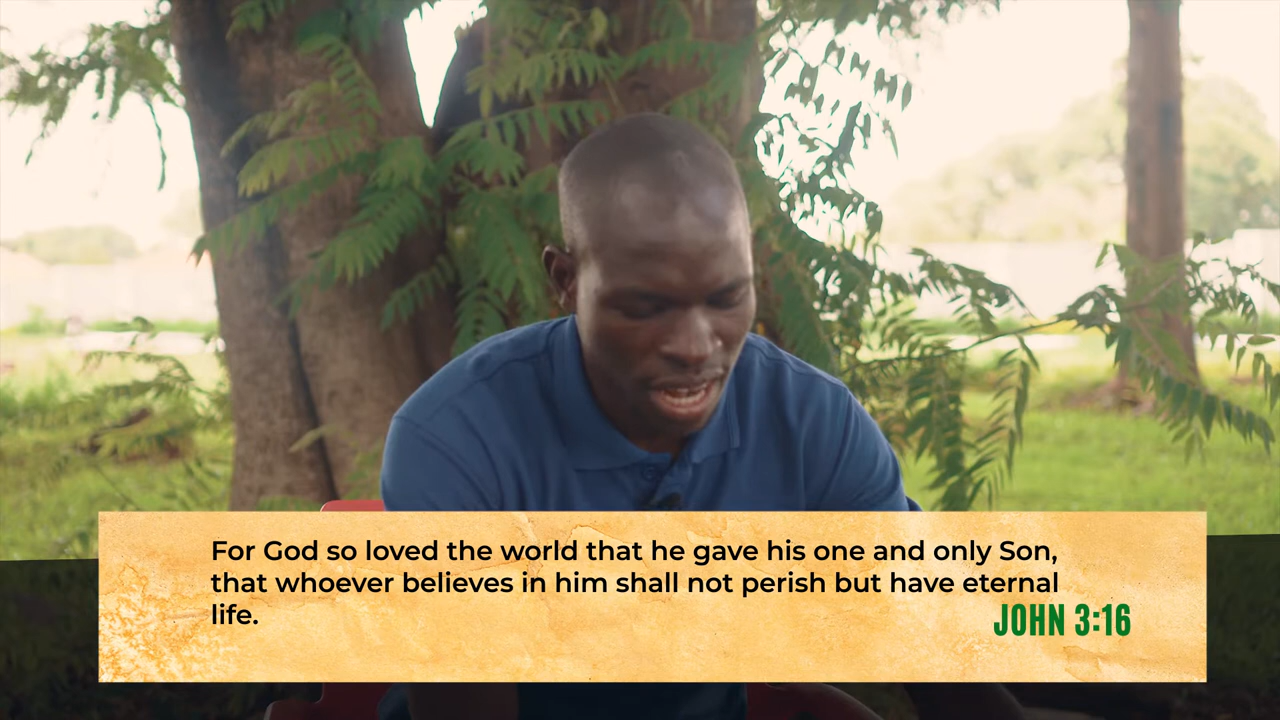 For God so loved the world that he gave his one and only Son,
that whoever believes in him shall not perish but have eternal
life.
JOHN 3:16